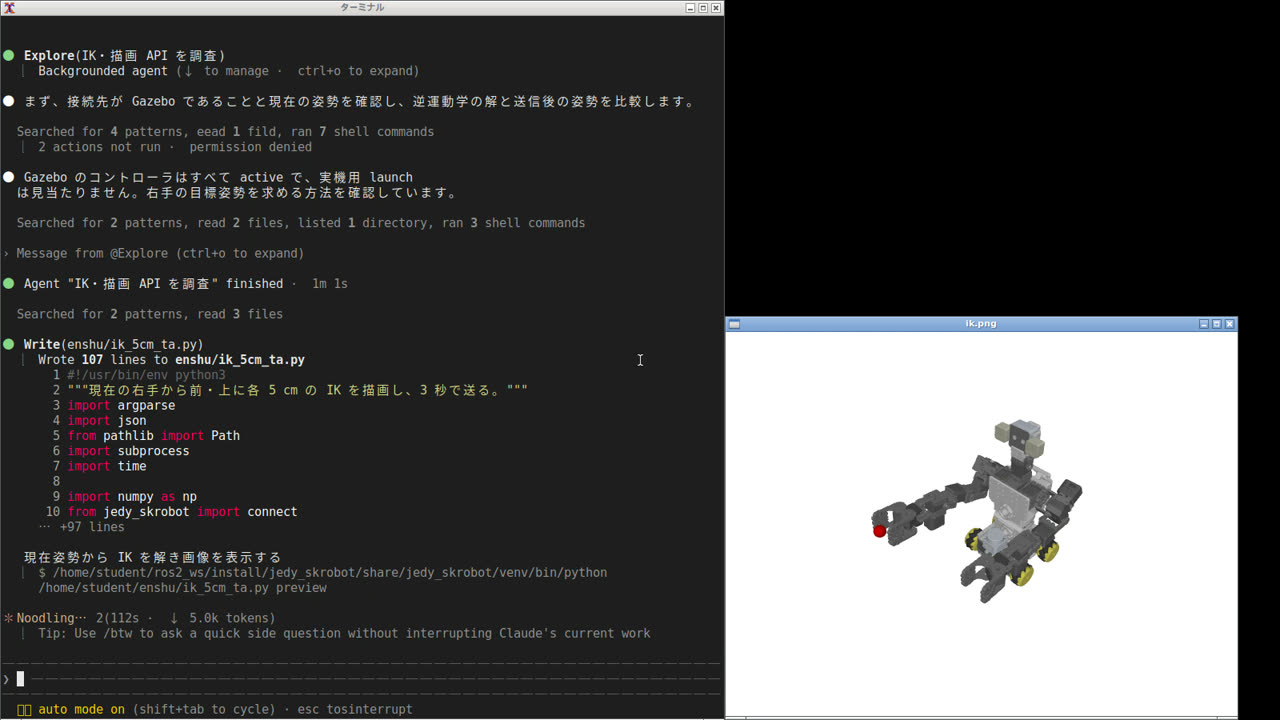 ターミナル
Explore(IK・描画 API を調査)
Backgrounded agent (↓ to manage · ctrl+o to expand)
まず、接続先が Gazebo であることと現在の姿勢を確認し、逆運動学の解と送信後の姿勢を比較します。
Searched for 4 patterns, eead 1 fild, ran 7 shell commands
2 actions not run · permission denied
Gazebo のコントローラはすべて active で、実機用 launch
は見当たりません。右手の目標姿勢を求める方法を確認しています。
Searched for 2 patterns, read 2 files, listed 1 directory, ran 3 shell commands
› Message from @Explore (ctrl+o to expand)
Agent "IK・描画 API を調査" finished · 1m 1s
Searched for 2 patterns, read 3 files
Write(enshu/ik_5cm_ta.py)
Wrote 107 lines to enshu/ik_5cm_ta.py
1 #!/usr/bin/env python3
2 """現在の右手から前・上に各 5 cm の IK を描画し、3 秒で送る。"""
3 import argparse
4 import json
5 from pathlib import Path
6 import subprocess
7 import time
8
9 import numpy as np
10 from jedy_skrobot import connect
… +97 lines
現在姿勢から IK を解き画像を表示する
$ /home/student/ros2_ws/install/jedy_skrobot/share/jedy_skrobot/venv/bin/python
/home/student/enshu/ik_5cm_ta.py preview
✻ Noodling… 2(112s · ↓ 5.0k tokens)
Tip: Use /btw to ask a quick side question without interrupting Claude's current work
❯
auto mode on (shift+tab to cycle) · esc tosinterrupt
ik.png